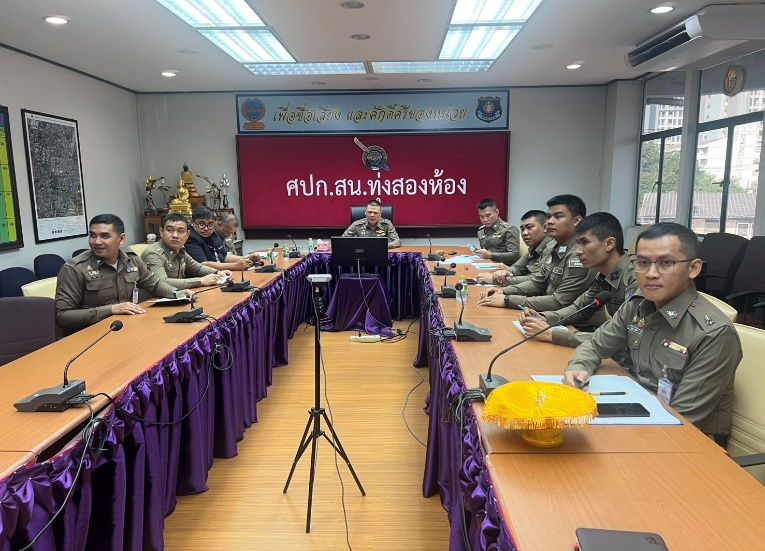 เพื่อชื่อเสียง และศักดิ์ศรีของหน่วย
ศปก.สน.ทุ่งสองห้อง